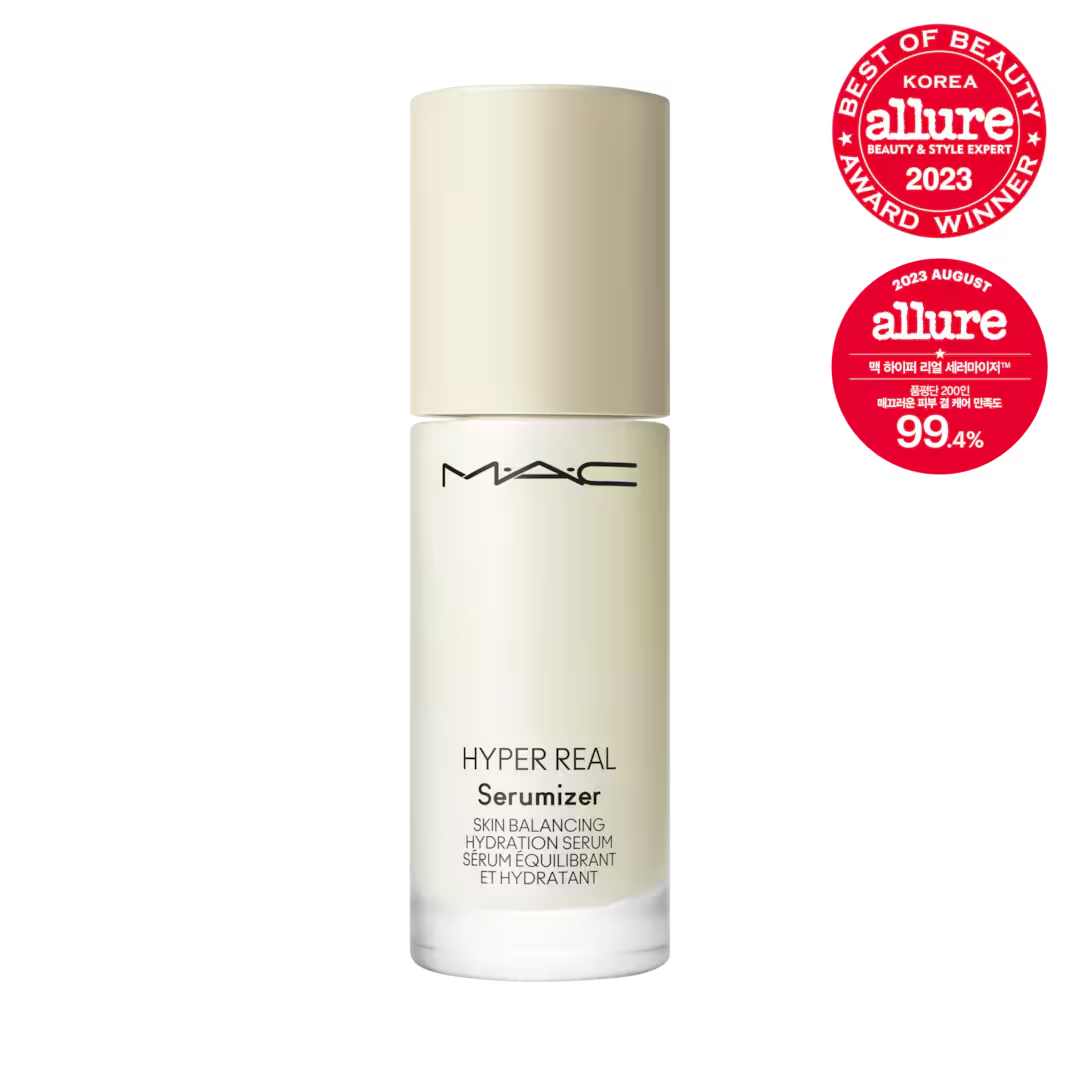 M·A·C
HYPER REAL
Serumizer
SKIN BALANCING
HYDRATION SERUM
SÉRUM ÉQUILIBRANT
ET HYDRATANT
BEST OF BEAUTY
KOREA
allure
BEAUTY & STYLE EXPERT
2023
AWARD WINNER
2023 AUGUST
allure
맥 하이퍼 리얼 세러마이저™
품평단 200인
매끄러운 피부 결 케어 만족도
99.4%